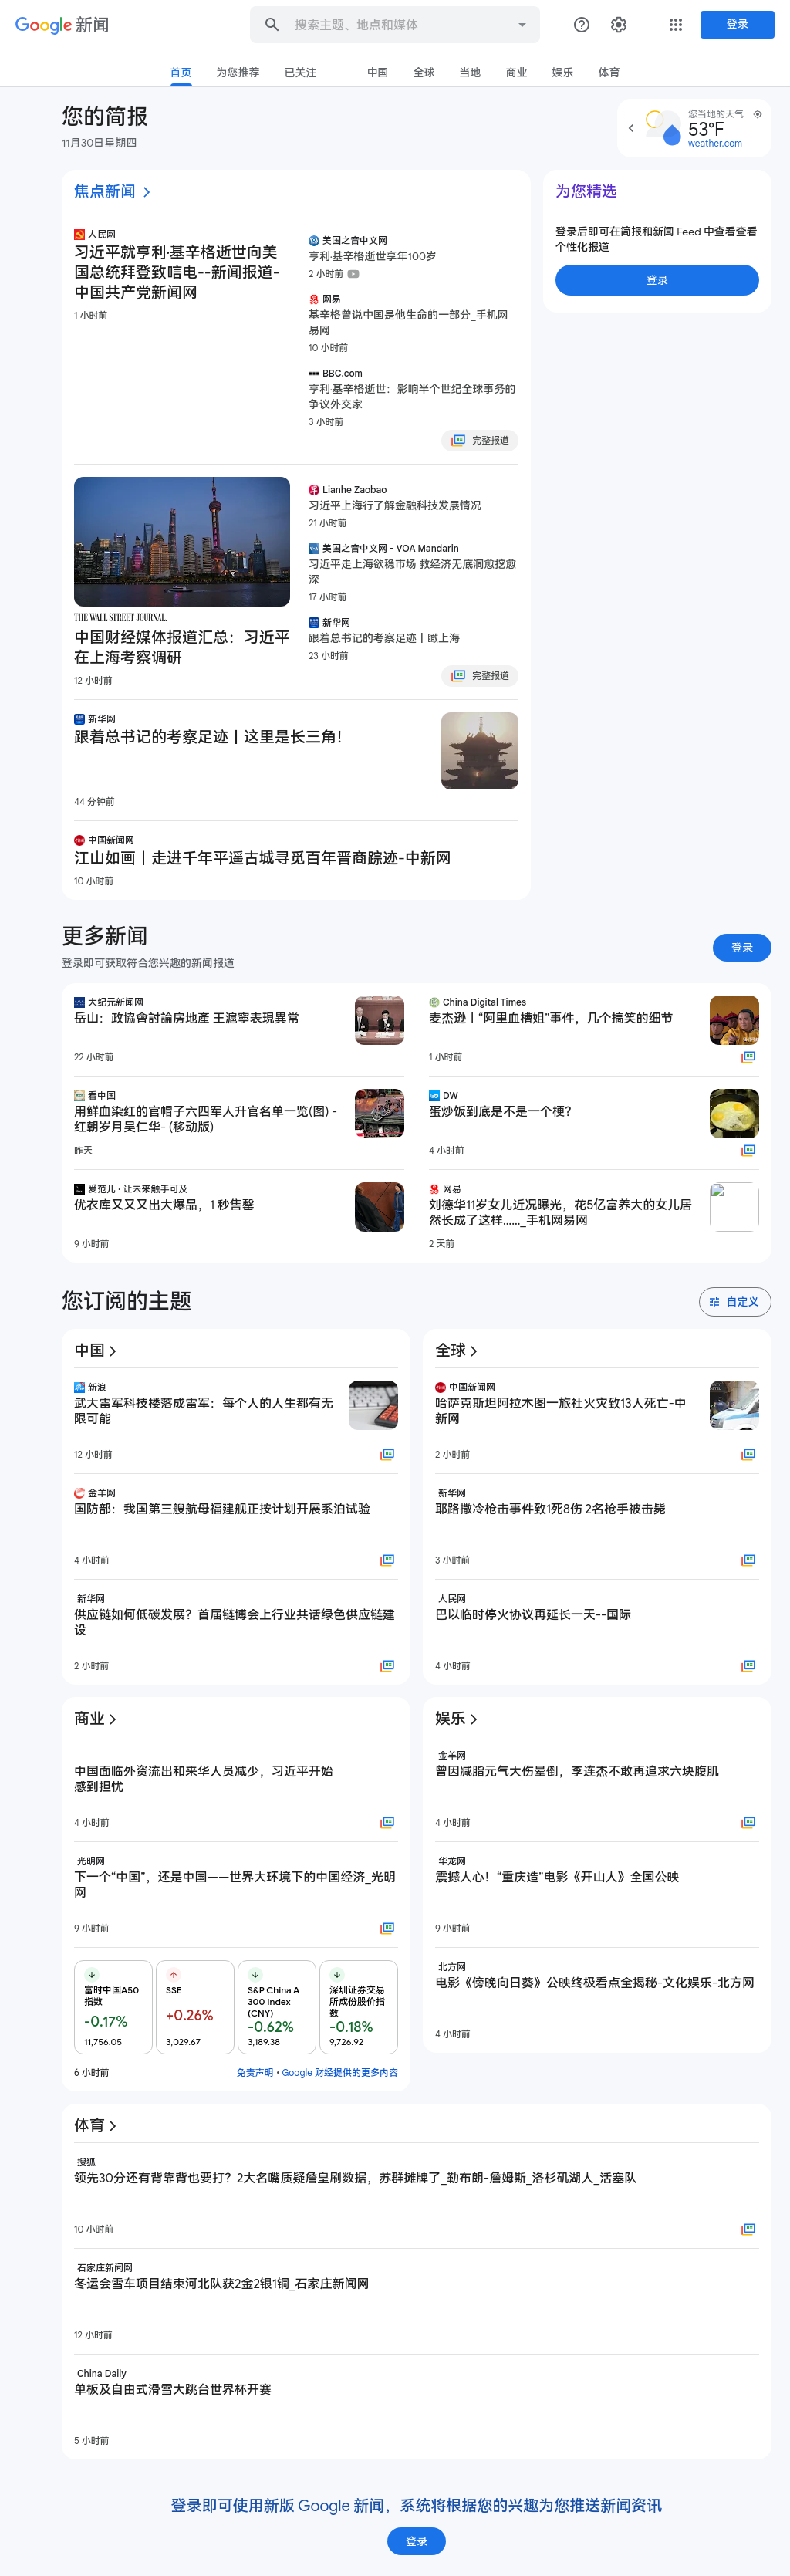 Google 新闻
搜索主题、地点和媒体
登录
首页
为您推荐
已关注
中国
全球
当地
商业
娱乐
体育
您的简报
11月30日星期四
您当地的天气
53°F
weather.com
焦点新闻
人民网
习近平就亨利·基辛格逝世向美
国总统拜登致唁电--新闻报道-
中国共产党新闻网
1 小时前
美国之音中文网
亨利·基辛格逝世享年100岁
2 小时前
网易
基辛格曾说中国是他生命的一部分_手机网
易网
10 小时前
BBC.com
亨利·基辛格逝世：影响半个世纪全球事务的
争议外交家
3 小时前
完整报道
为您精选
登录后即可在简报和新闻 Feed 中查看查看
个性化报道
登录
THE WALL STREET JOURNAL.
中国财经媒体报道汇总：习近平
在上海考察调研
12 小时前
Lianhe Zaobao
习近平上海行了解金融科技发展情况
21 小时前
美国之音中文网 - VOA Mandarin
习近平走上海欲稳市场 救经济无底洞愈挖愈
深
17 小时前
新华网
跟着总书记的考察足迹丨瞰上海
23 小时前
完整报道
新华网
跟着总书记的考察足迹丨这里是长三角！
44 分钟前
中国新闻网
江山如画丨走进千年平遥古城寻觅百年晋商踪迹-中新网
10 小时前
更多新闻
登录即可获取符合您兴趣的新闻报道
登录
大纪元新闻网
岳山：政協會討論房地產 王滬寧表現異常
22 小时前
看中国
用鲜血染红的官帽子六四军人升官名单一览(图) -
红朝岁月吴仁华- (移动版)
昨天
爱范儿 · 让未来触手可及
优衣库又又又出大爆品，1 秒售罄
9 小时前
China Digital Times
麦杰逊丨“阿里血槽姐”事件，几个搞笑的细节
1 小时前
DW
蛋炒饭到底是不是一个梗？
4 小时前
网易
刘德华11岁女儿近况曝光，花5亿富养大的女儿居
然长成了这样......_手机网易网
2 天前
您订阅的主题
自定义
中国
新浪
武大雷军科技楼落成雷军：每个人的人生都有无
限可能
12 小时前
金羊网
国防部：我国第三艘航母福建舰正按计划开展系泊试验
4 小时前
新华网
供应链如何低碳发展？首届链博会上行业共话绿色供应链建
设
2 小时前
全球
中国新闻网
哈萨克斯坦阿拉木图一旅社火灾致13人死亡-中
新网
2 小时前
新华网
耶路撒冷枪击事件致1死8伤 2名枪手被击毙
3 小时前
人民网
巴以临时停火协议再延长一天--国际
4 小时前
商业
中国面临外资流出和来华人员减少，习近平开始
感到担忧
4 小时前
光明网
下一个“中国”，还是中国——世界大环境下的中国经济_光明
网
9 小时前
富时中国A50
指数
-0.17%
11,756.05
SSE
+0.26%
3,029.67
S&P China A
300 Index
(CNY)
-0.62%
3,189.38
深圳证券交易
所成份股价指
数
-0.18%
9,726.92
6 小时前
免责声明 • Google 财经提供的更多内容
娱乐
金羊网
曾因减脂元气大伤晕倒，李连杰不敢再追求六块腹肌
4 小时前
华龙网
震撼人心！“重庆造”电影《开山人》全国公映
9 小时前
北方网
电影《傍晚向日葵》公映终极看点全揭秘-文化娱乐-北方网
4 小时前
体育
搜狐
领先30分还有背靠背也要打？2大名嘴质疑詹皇刷数据，苏群摊牌了_勒布朗-詹姆斯_洛杉矶湖人_活塞队
10 小时前
石家庄新闻网
冬运会雪车项目结束河北队获2金2银1铜_石家庄新闻网
12 小时前
China Daily
单板及自由式滑雪大跳台世界杯开赛
5 小时前
登录即可使用新版 Google 新闻，系统将根据您的兴趣为您推送新闻资讯
登录